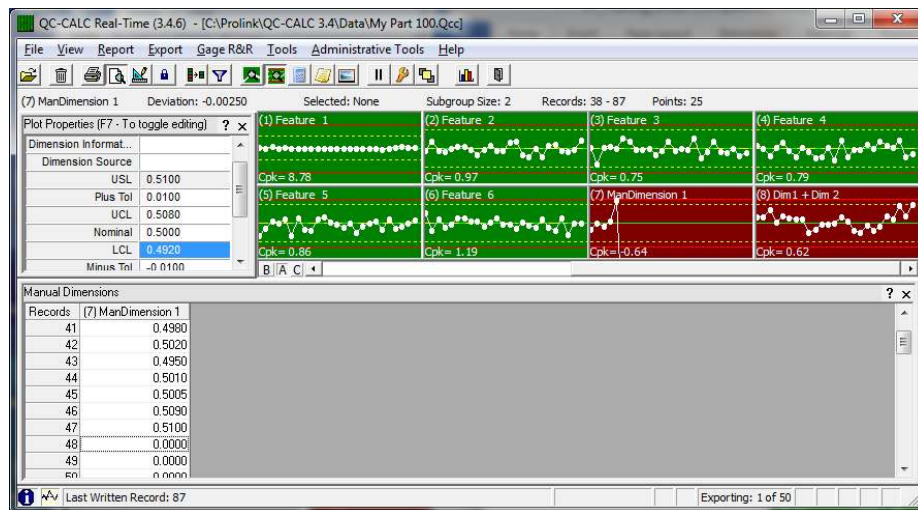 QC-CALC Real-Time (3.4.6) - [C:\Prolink\QC-CALC 3.4\Data\My Part 100.Qcc]
File View Report Export Gage R&R Tools Administrative Tools Help
(7) ManDimension 1 Deviation: -0.00250 Selected: None Subgroup Size: 2 Records: 38 - 87 Points: 25
Plot Properties (F7 - To toggle editing) ? x
Dimension Informat...
Dimension Source
USL 0.5100
Plus Tol 0.0100
UCL 0.5080
Nominal 0.5000
LCL 0.4920
Minus Tol -0.0100
(1) Feature 1 (2) Feature 2 (3) Feature 3 (4) Feature 4
Cpk= 8.78 Cpk= 0.97 Cpk= 0.75 Cpk= 0.79
(5) Feature 5 (6) Feature 6 (7) ManDimension 1 (8) Dim1 + Dim 2
Cpk= 0.86 Cpk= 1.19 Cpk= -0.64 Cpk= 0.62
B A C
Manual Dimensions ? x
Records (7) ManDimension 1
41 0.4980
42 0.5020
43 0.4950
44 0.5010
45 0.5005
46 0.5090
47 0.5100
48 0.0000
49 0.0000
50 0.0000
Last Written Record: 87 Exporting: 1 of 50